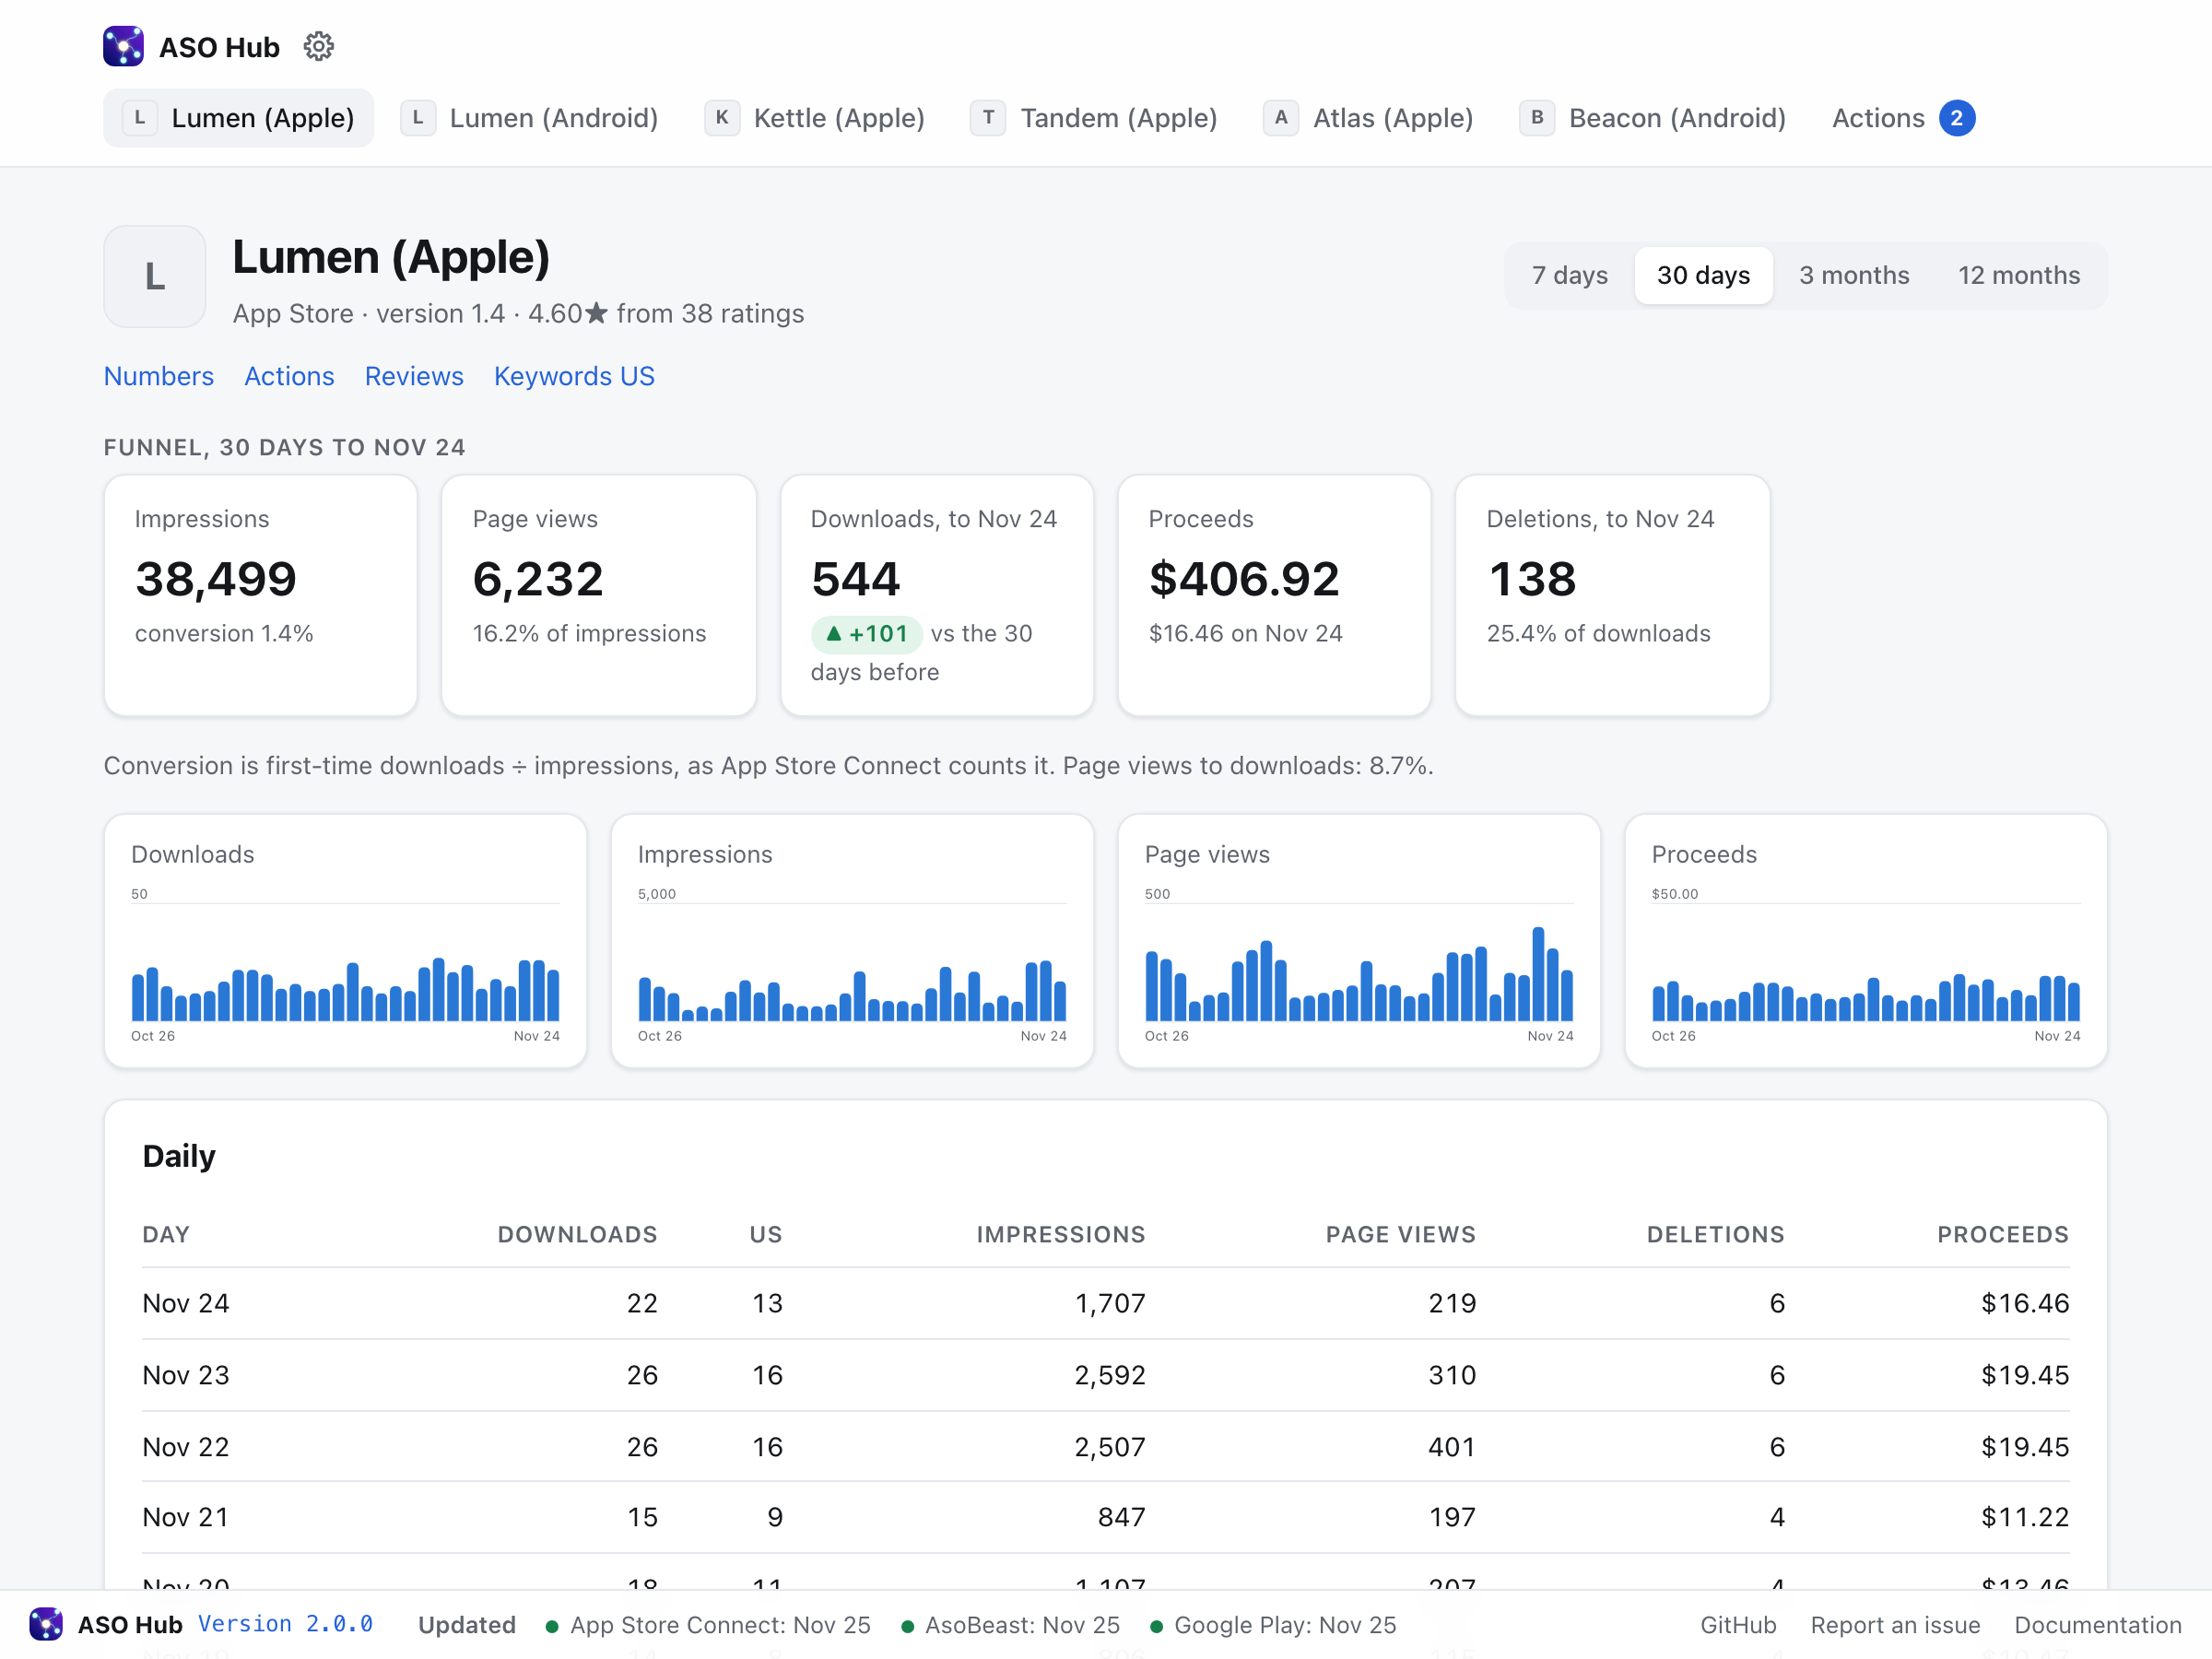 ASO Hub
L Lumen (Apple)
L Lumen (Android)
K Kettle (Apple)
T Tandem (Apple)
A Atlas (Apple)
B Beacon (Android)
Actions 2
L
Lumen (Apple)
App Store · version 1.4 · 4.60★ from 38 ratings
7 days
30 days
3 months
12 months
Numbers
Actions
Reviews
Keywords US
FUNNEL, 30 DAYS TO NOV 24
Impressions
38,499
conversion 1.4%
Page views
6,232
16.2% of impressions
Downloads, to Nov 24
544
▲ +101 vs the 30
days before
Proceeds
$406.92
$16.46 on Nov 24
Deletions, to Nov 24
138
25.4% of downloads
Conversion is first-time downloads ÷ impressions, as App Store Connect counts it. Page views to downloads: 8.7%.
Downloads
50
Oct 26 Nov 24
Impressions
5,000
Oct 26 Nov 24
Page views
500
Oct 26 Nov 24
Proceeds
$50.00
Oct 26 Nov 24
Daily
DAY DOWNLOADS US IMPRESSIONS PAGE VIEWS DELETIONS PROCEEDS
Nov 24 22 13 1,707 219 6 $16.46
Nov 23 26 16 2,592 310 6 $19.45
Nov 22 26 16 2,507 401 6 $19.45
Nov 21 15 9 847 197 4 $11.22
Nov 20 18 11 1,107 207 4 $13.46
ASO Hub Version 2.0.0 Updated App Store Connect: Nov 25 AsoBeast: Nov 25 Google Play: Nov 25 GitHub Report an issue Documentation